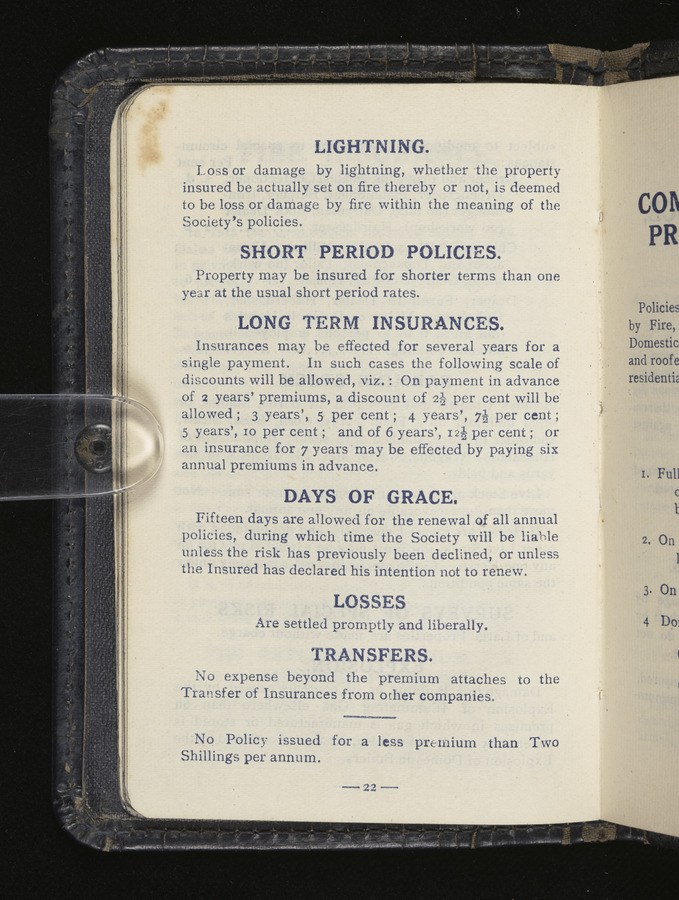 LIGHTNING.
Loss or damage by lightning, whether the property
insured be actually set on fire thereby or not, is deemed
to be loss or damage by fire within the meaning of the
Society's policies.
SHORT PERIOD POLICIES.
Property may be insured for shorter terms than one
year at the usual short period rates.
LONG TERM INSURANCES.
Insurances may be effected for several years for a
single payment. In such cases the following scale of
discounts will be allowed, viz.: On payment in advance
of 2 years' premiums, a discount of 2½ per cent will be
allowed; 3 years', 5 per cent; 4 years', 7½ per cent;
5 years', 10 per cent; and of 6 years', 12½ per cent; or
an insurance for 7 years may be effected by paying six
annual premiums in advance.
DAYS OF GRACE.
Fifteen days are allowed for the renewal of all annual
policies, during which time the Society will be liable
unless the risk has previously been declined, or unless
the Insured has declared his intention not to renew.
LOSSES
Are settled promptly and liberally.
TRANSFERS.
No expense beyond the premium attaches to the
Transfer of Insurances from other companies.
No Policy issued for a less premium than Two
Shillings per annum.
— 22 —
PR
Policies
by Fire,
Domestic
and roofe
residentia
1. Full
2. On
3. On
4 Do